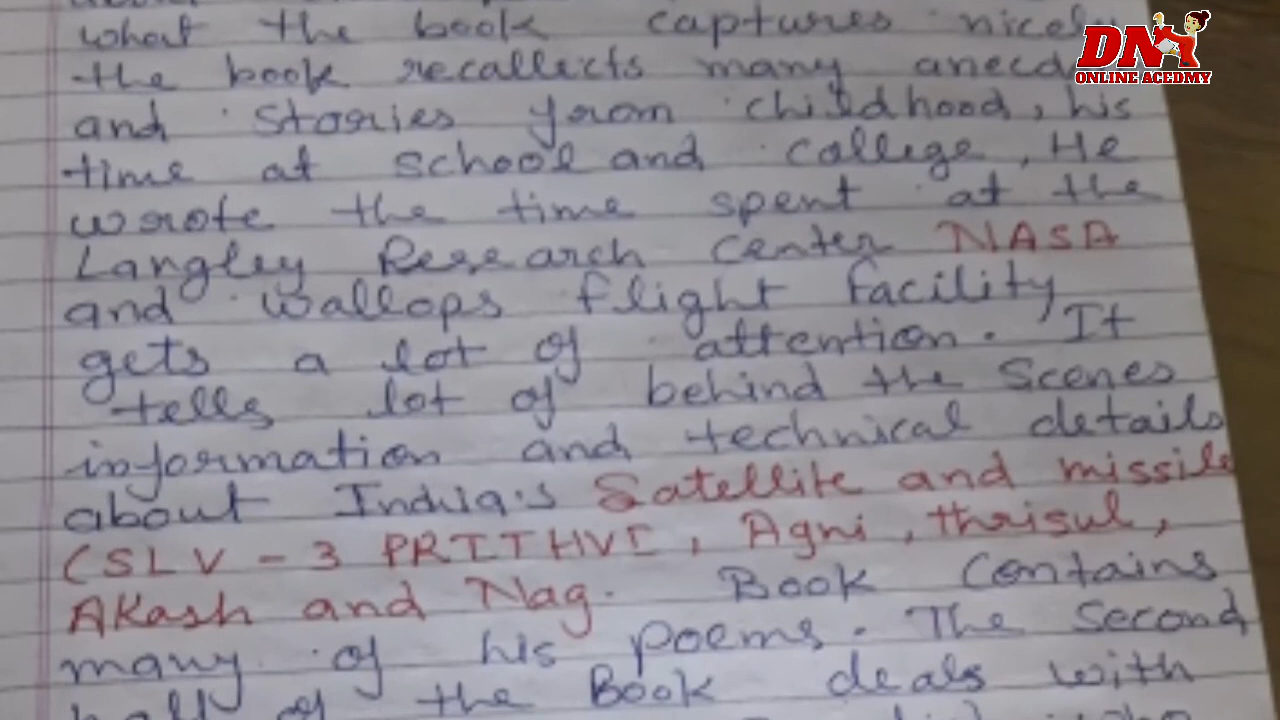 what the book captures nicely
the book recallects many
and stories from childhood, his
time at school and college, He
wrote the time spent at the
Langley Research Center NASA
and Wallops flight facility
gets a lot of attention. It
tells lot of behind the Scenes
information and technical details
about India's Satellite and missile
(SLV - 3 PRITHVI, Agni, thrisul,
Akash and Nag. Book Contains
many of his poems. The Second
half of the Book deals with
DNA
ONLINE ACEDMY